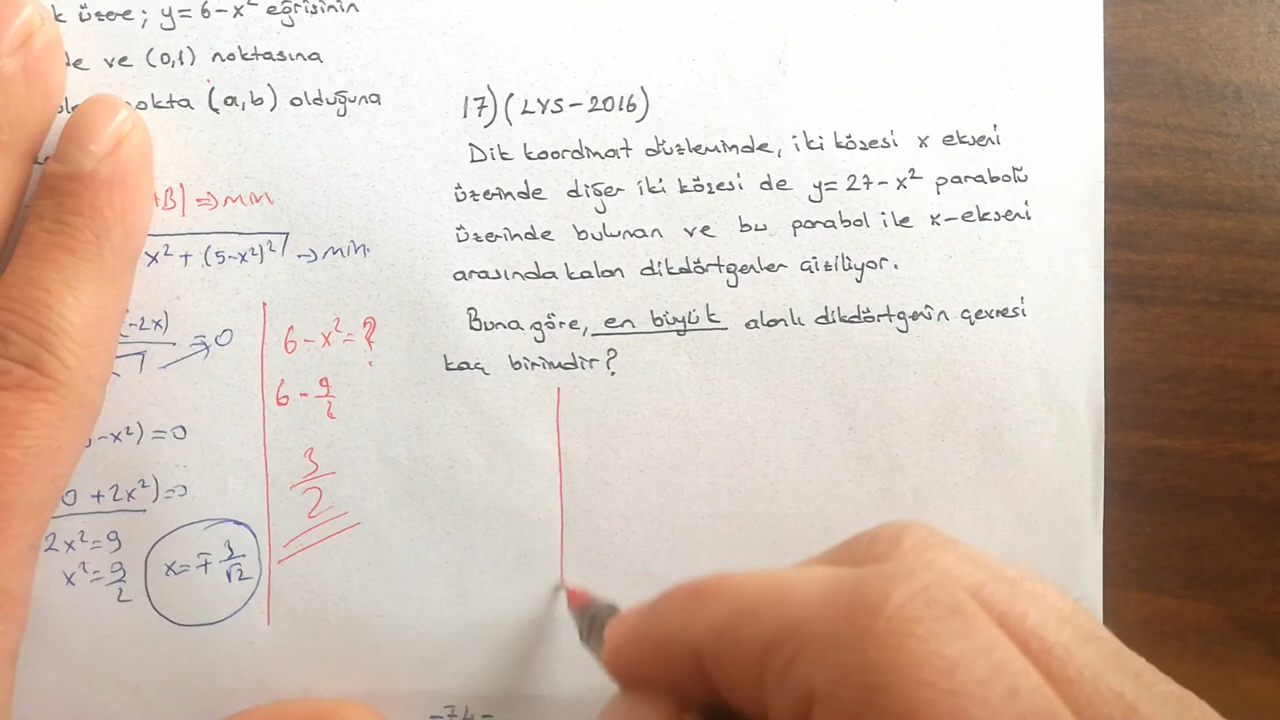 üzere; y=6-x² eğrisinin
ve (0,1) noktasına
nokta (a,b) olduğuna
⇒ min
x²+(5-x²)² → min.
-2x) ⇒ 0
-x²)=0
0+2x²)=0
2x²=9
x²=9/2
x=∓3/√2
6-x²=?
6-9/2
3/2
17) (LYS-2016)
Dik koordinat düzleminde, iki köşesi x ekseni
üzerinde diğer iki köşesi de y=27-x² parabolü
üzerinde bulunan ve bu parabol ile x-ekseni
arasında kalan dikdörtgenler çiziliyor.
Buna göre, en büyük alanlı dikdörtgenin çevresi
kaç birimdir?